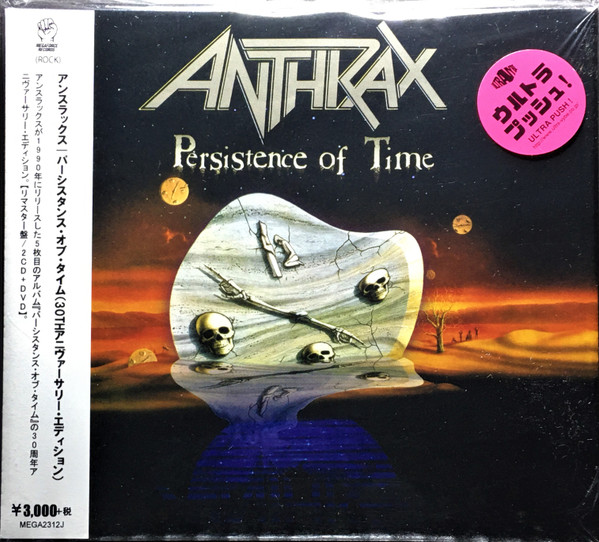 MEGAFORCE
RECORDS
(ROCK)
アンスラックス｜パーシスタンス・オブ・タイム(30THアニヴァーサリー・エディション)
アンスラックスが1990年にリリースした5枚目のアルバム『パーシスタンス・オブ・タイム』の30周年ア
ニヴァーサリー・エディション。【リマスター盤/2CD+DVD】。
¥3,000+税
MEGA2312J
ANTHRAX
Persistence of Time
ウルトラ
プッシュ!
ULTRA PUSH!